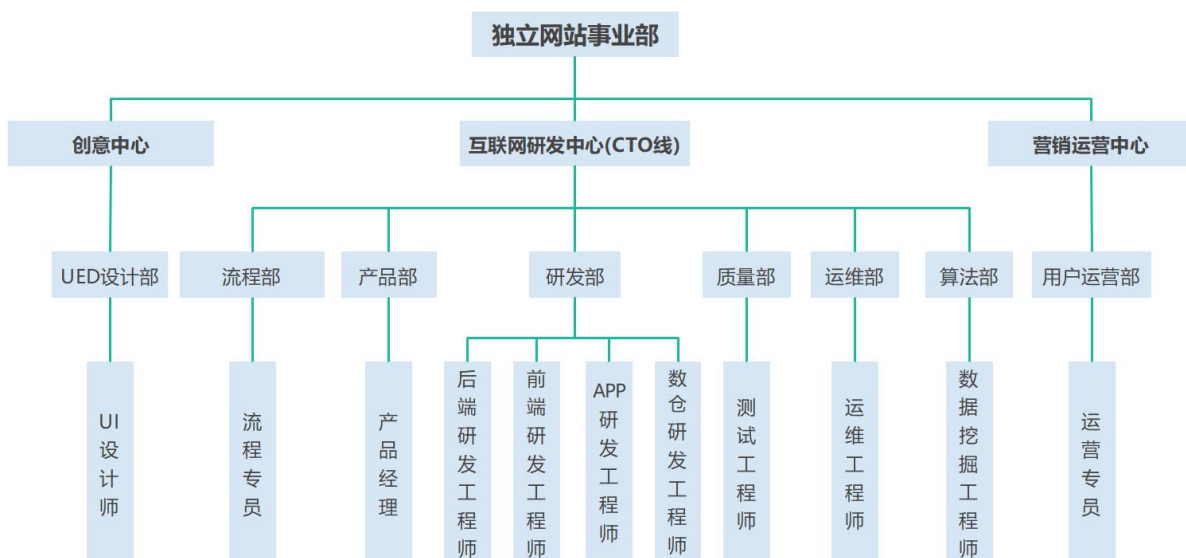 独立网站事业部
创意中心
互联网研发中心(CTO线)
营销运营中心
UED设计部
流程部
产品部
研发部
质量部
运维部
算法部
用户运营部
UI设计师
流程专员
产品经理
后端研发工程师
前端研发工程师
APP研发工程师
数仓研发工程师
测试工程师
运维工程师
数据挖掘工程师
运营专员